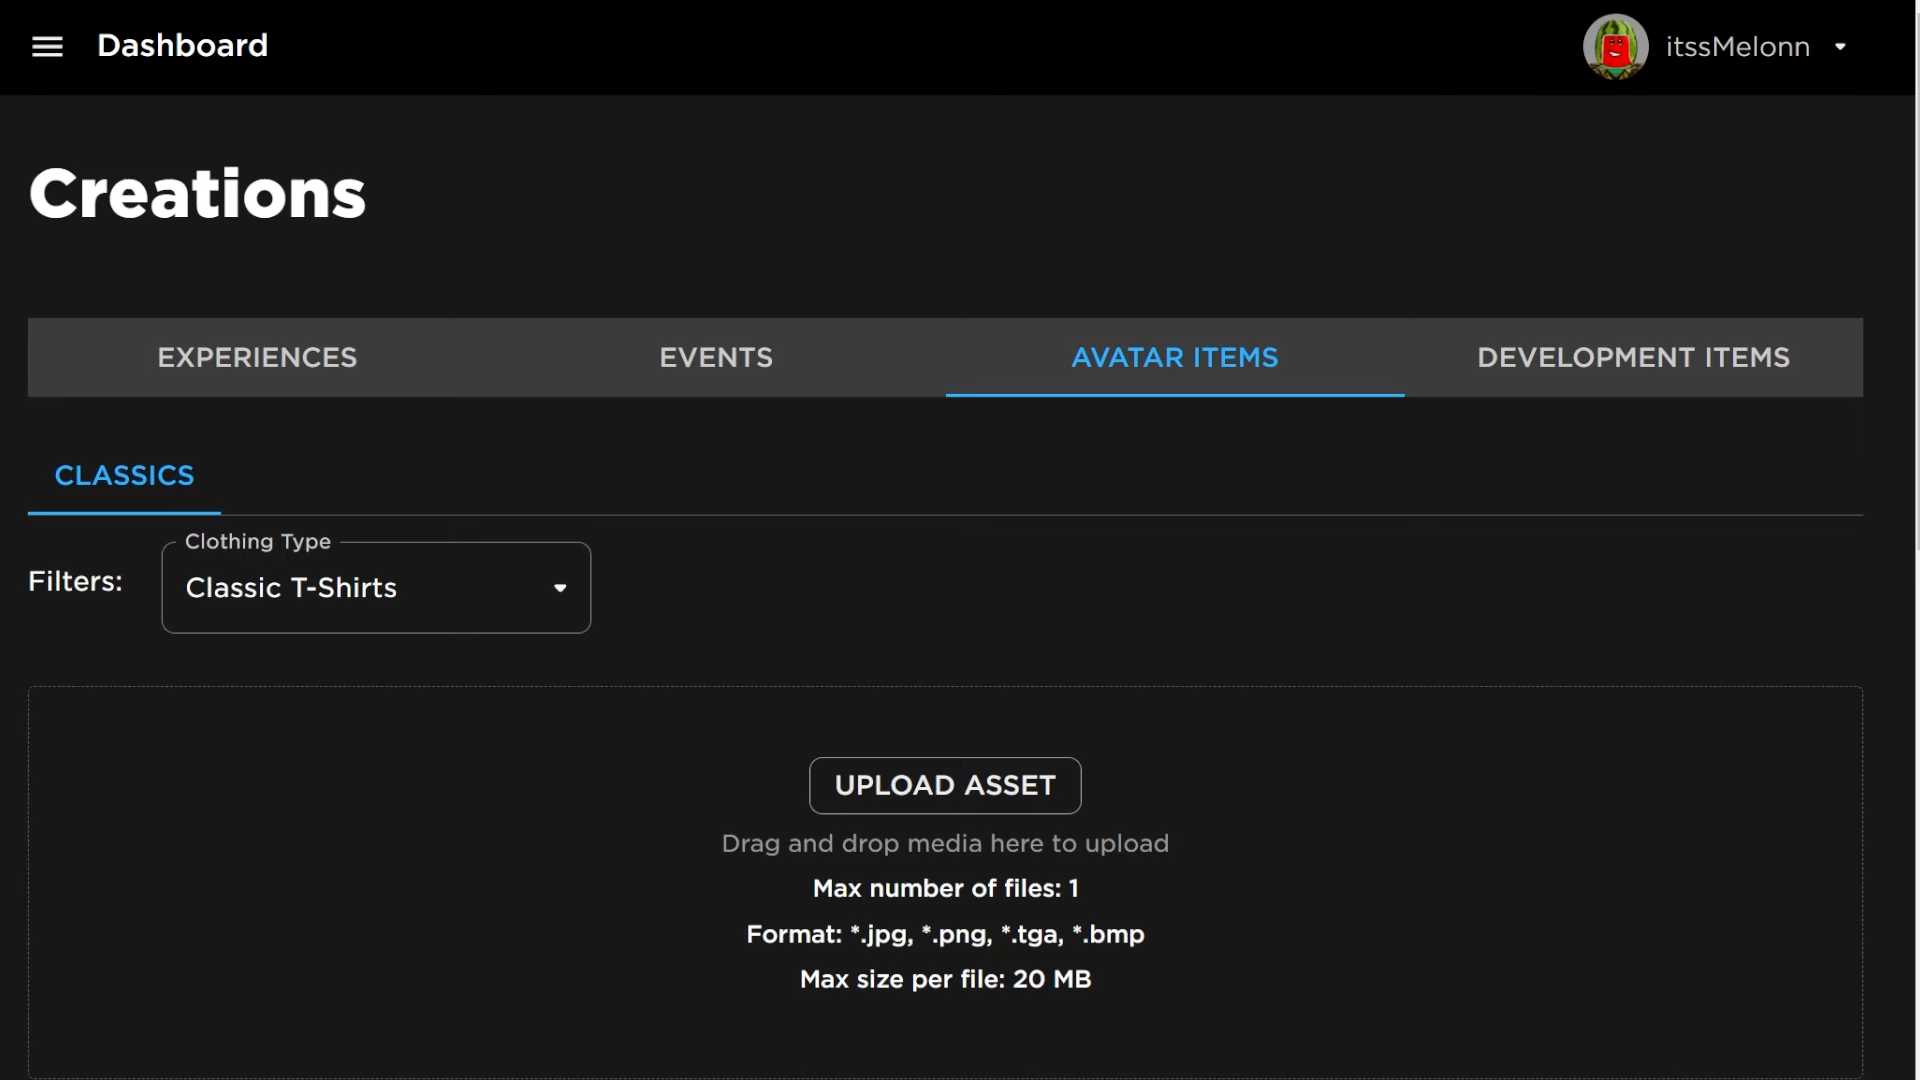 Dashboard
itssMelonn
Creations
EXPERIENCES
EVENTS
AVATAR ITEMS
DEVELOPMENT ITEMS
CLASSICS
Clothing Type
Filters:
Classic T-Shirts
UPLOAD ASSET
Drag and drop media here to upload
Max number of files: 1
Format: *.jpg, *.png, *.tga, *.bmp
Max size per file: 20 MB